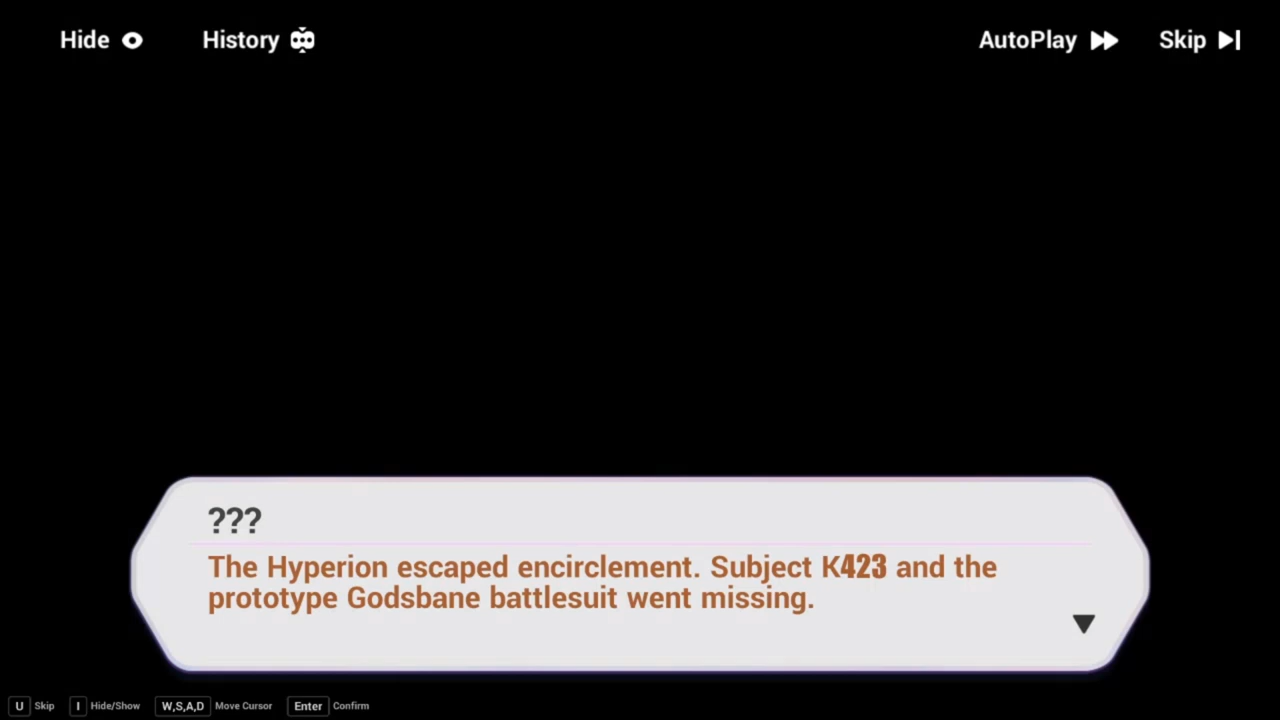 Hide
History
AutoPlay
Skip
???
The Hyperion escaped encirclement. Subject K423 and the
prototype Godsbane battlesuit went missing.
U Skip
I Hide/Show
W,S,A,D Move Cursor
Enter Confirm